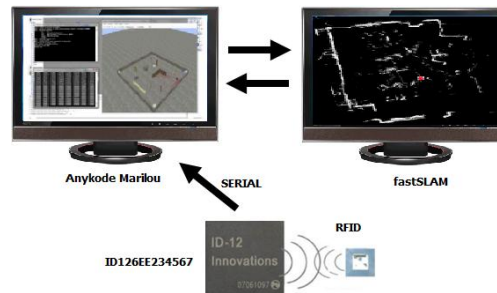 Anykode Marilou
SERIAL
fastSLAM
RFID
ID126EE234567
ID-12
Innovations